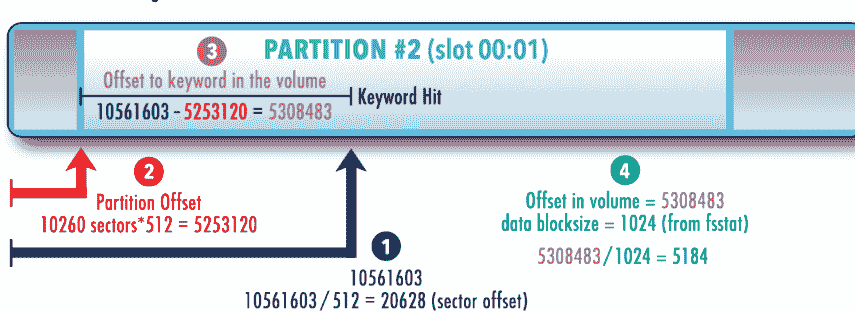 3 PARTITION #2 (slot 00:01)
Offset to keyword in the volume
Keyword Hit
10561603 - 5253120 = 5308483
2
Partition Offset
10260 sectors*512 = 5253120
4
Offset in volume = 5308483
data blocksize = 1024 (from fsstat)
5308483/1024 = 5184
1
10561603
10561603/512 = 20628 (sector offset)